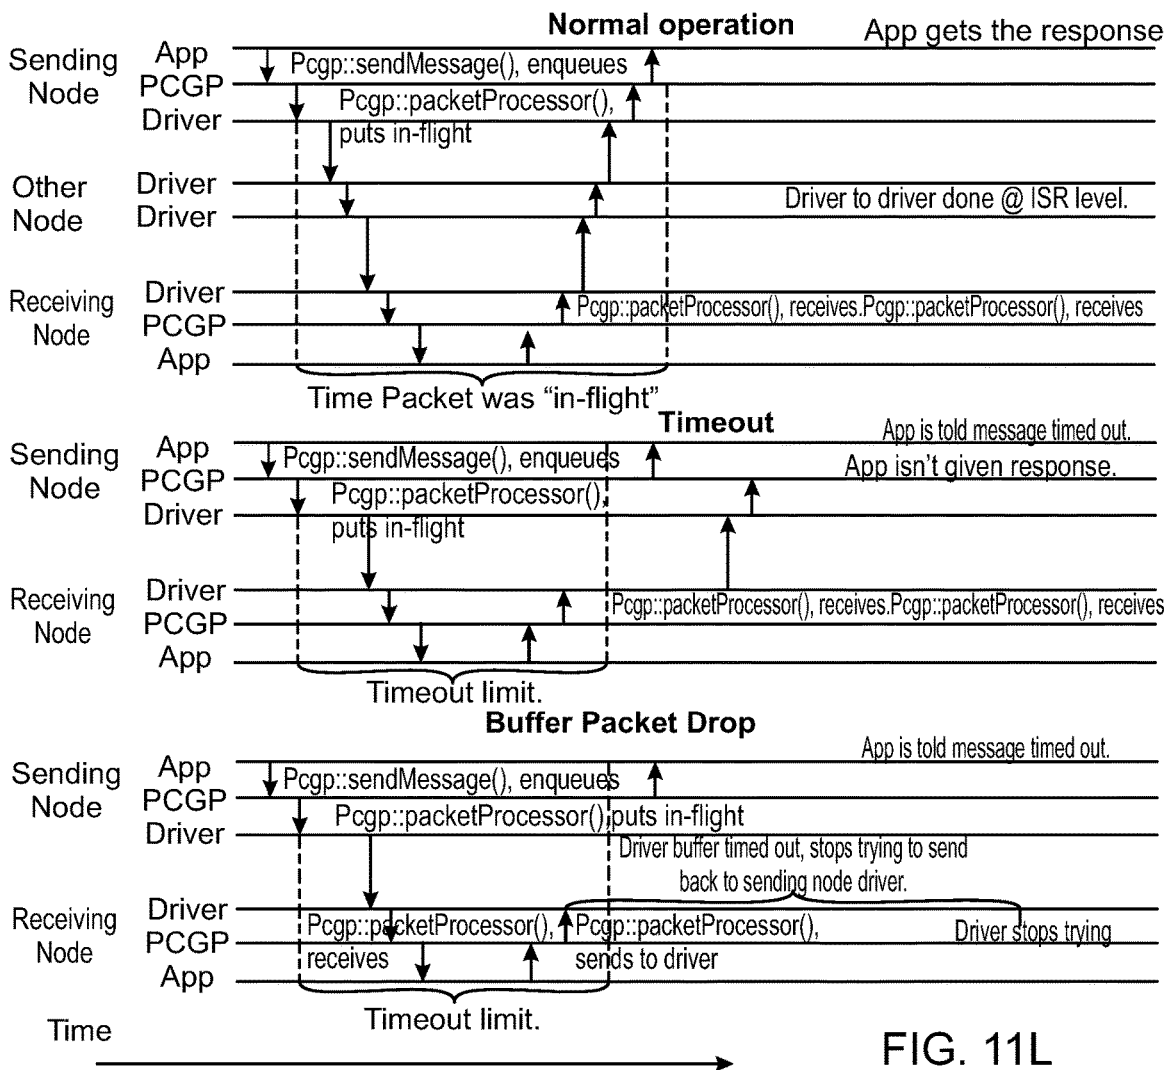 Normal operation
App gets the response
Sending
Node
App
PCGP
Driver
Pcgp::sendMessage(), enqueues
Pcgp::packetProcessor(),
puts in-flight
Other
Node
Driver
Driver
Driver to driver done @ ISR level.
Receiving
Node
Driver
PCGP
App
Pcgp::packetProcessor(), receives.Pcgp::packetProcessor(), receives
Time Packet was “in-flight”
Timeout
App is told message timed out.
Sending
Node
App
PCGP
Driver
Pcgp::sendMessage(), enqueues
App isn’t given response.
Pcgp::packetProcessor(),
puts in-flight
Receiving
Node
Driver
PCGP
App
Pcgp::packetProcessor(), receives.Pcgp::packetProcessor(), receives
Timeout limit.
Buffer Packet Drop
App is told message timed out.
Sending
Node
App
PCGP
Driver
Pcgp::sendMessage(), enqueues
Pcgp::packetProcessor(),puts in-flight
Driver buffer timed out, stops trying to send
back to sending node driver.
Receiving
Node
Driver
PCGP
App
Pcgp::packetProcessor(),
receives
Pcgp::packetProcessor(),
sends to driver
Driver stops trying
Timeout limit.
Time
FIG. 11L